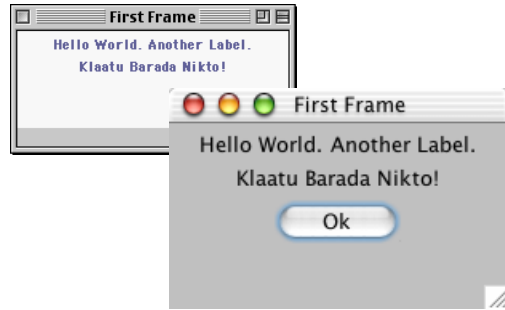 First Frame
Hello World. Another Label.
Klaatu Barada Nikto!
First Frame
Hello World. Another Label.
Klaatu Barada Nikto!
Ok